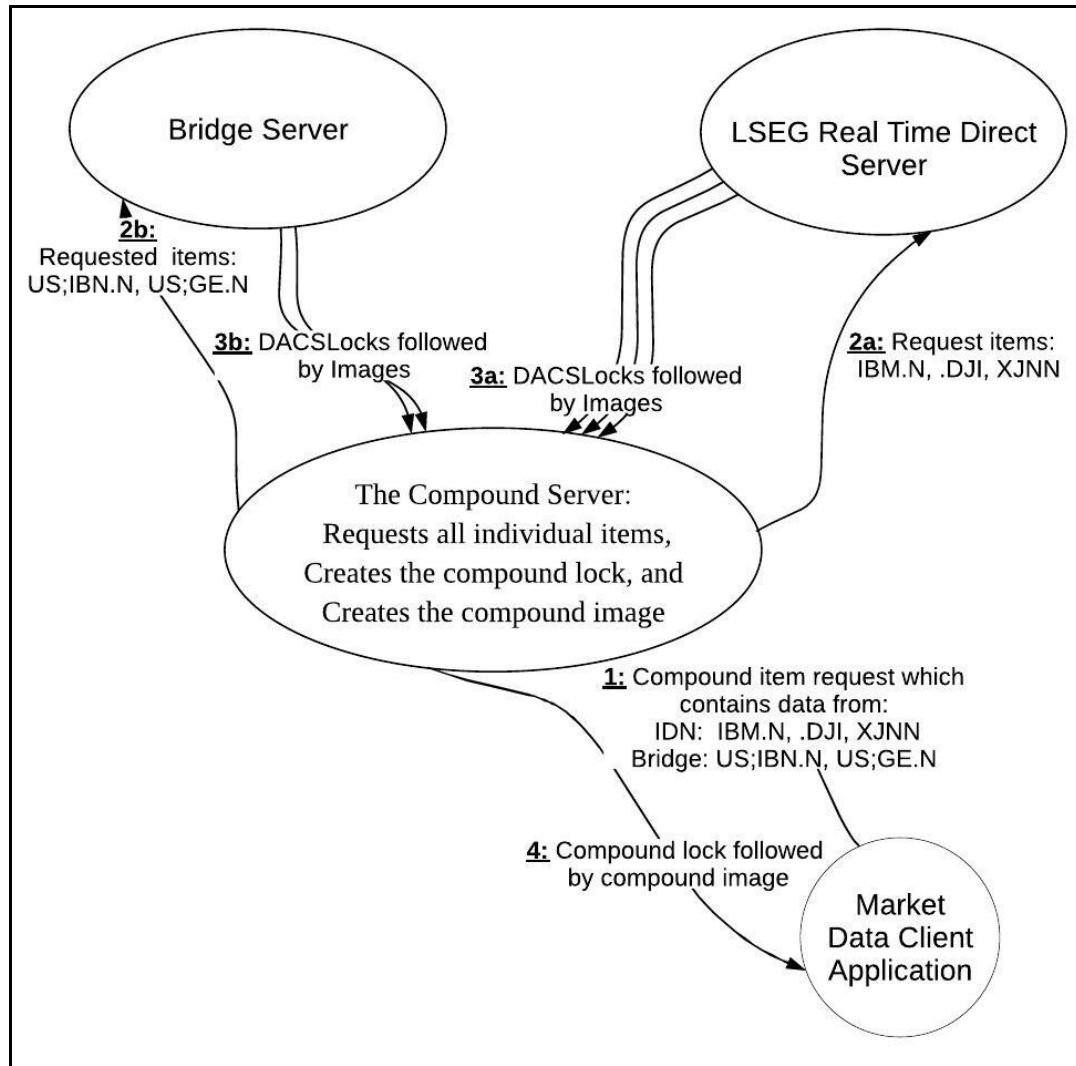 Bridge Server
LSEG Real Time Direct
Server
2b:
Requested items:
US;IBN.N, US;GE.N
3b: DACSLocks followed
by Images
3a: DACSLocks followed
by Images
2a: Request items:
IBM.N, .DJI, XJNN
The Compound Server:
Requests all individual items,
Creates the compound lock, and
Creates the compound image
1: Compound item request which
contains data from:
IDN: IBM.N, .DJI, XJNN
Bridge: US;IBN.N, US;GE.N
4: Compound lock followed
by compound image
Market
Data Client
Application